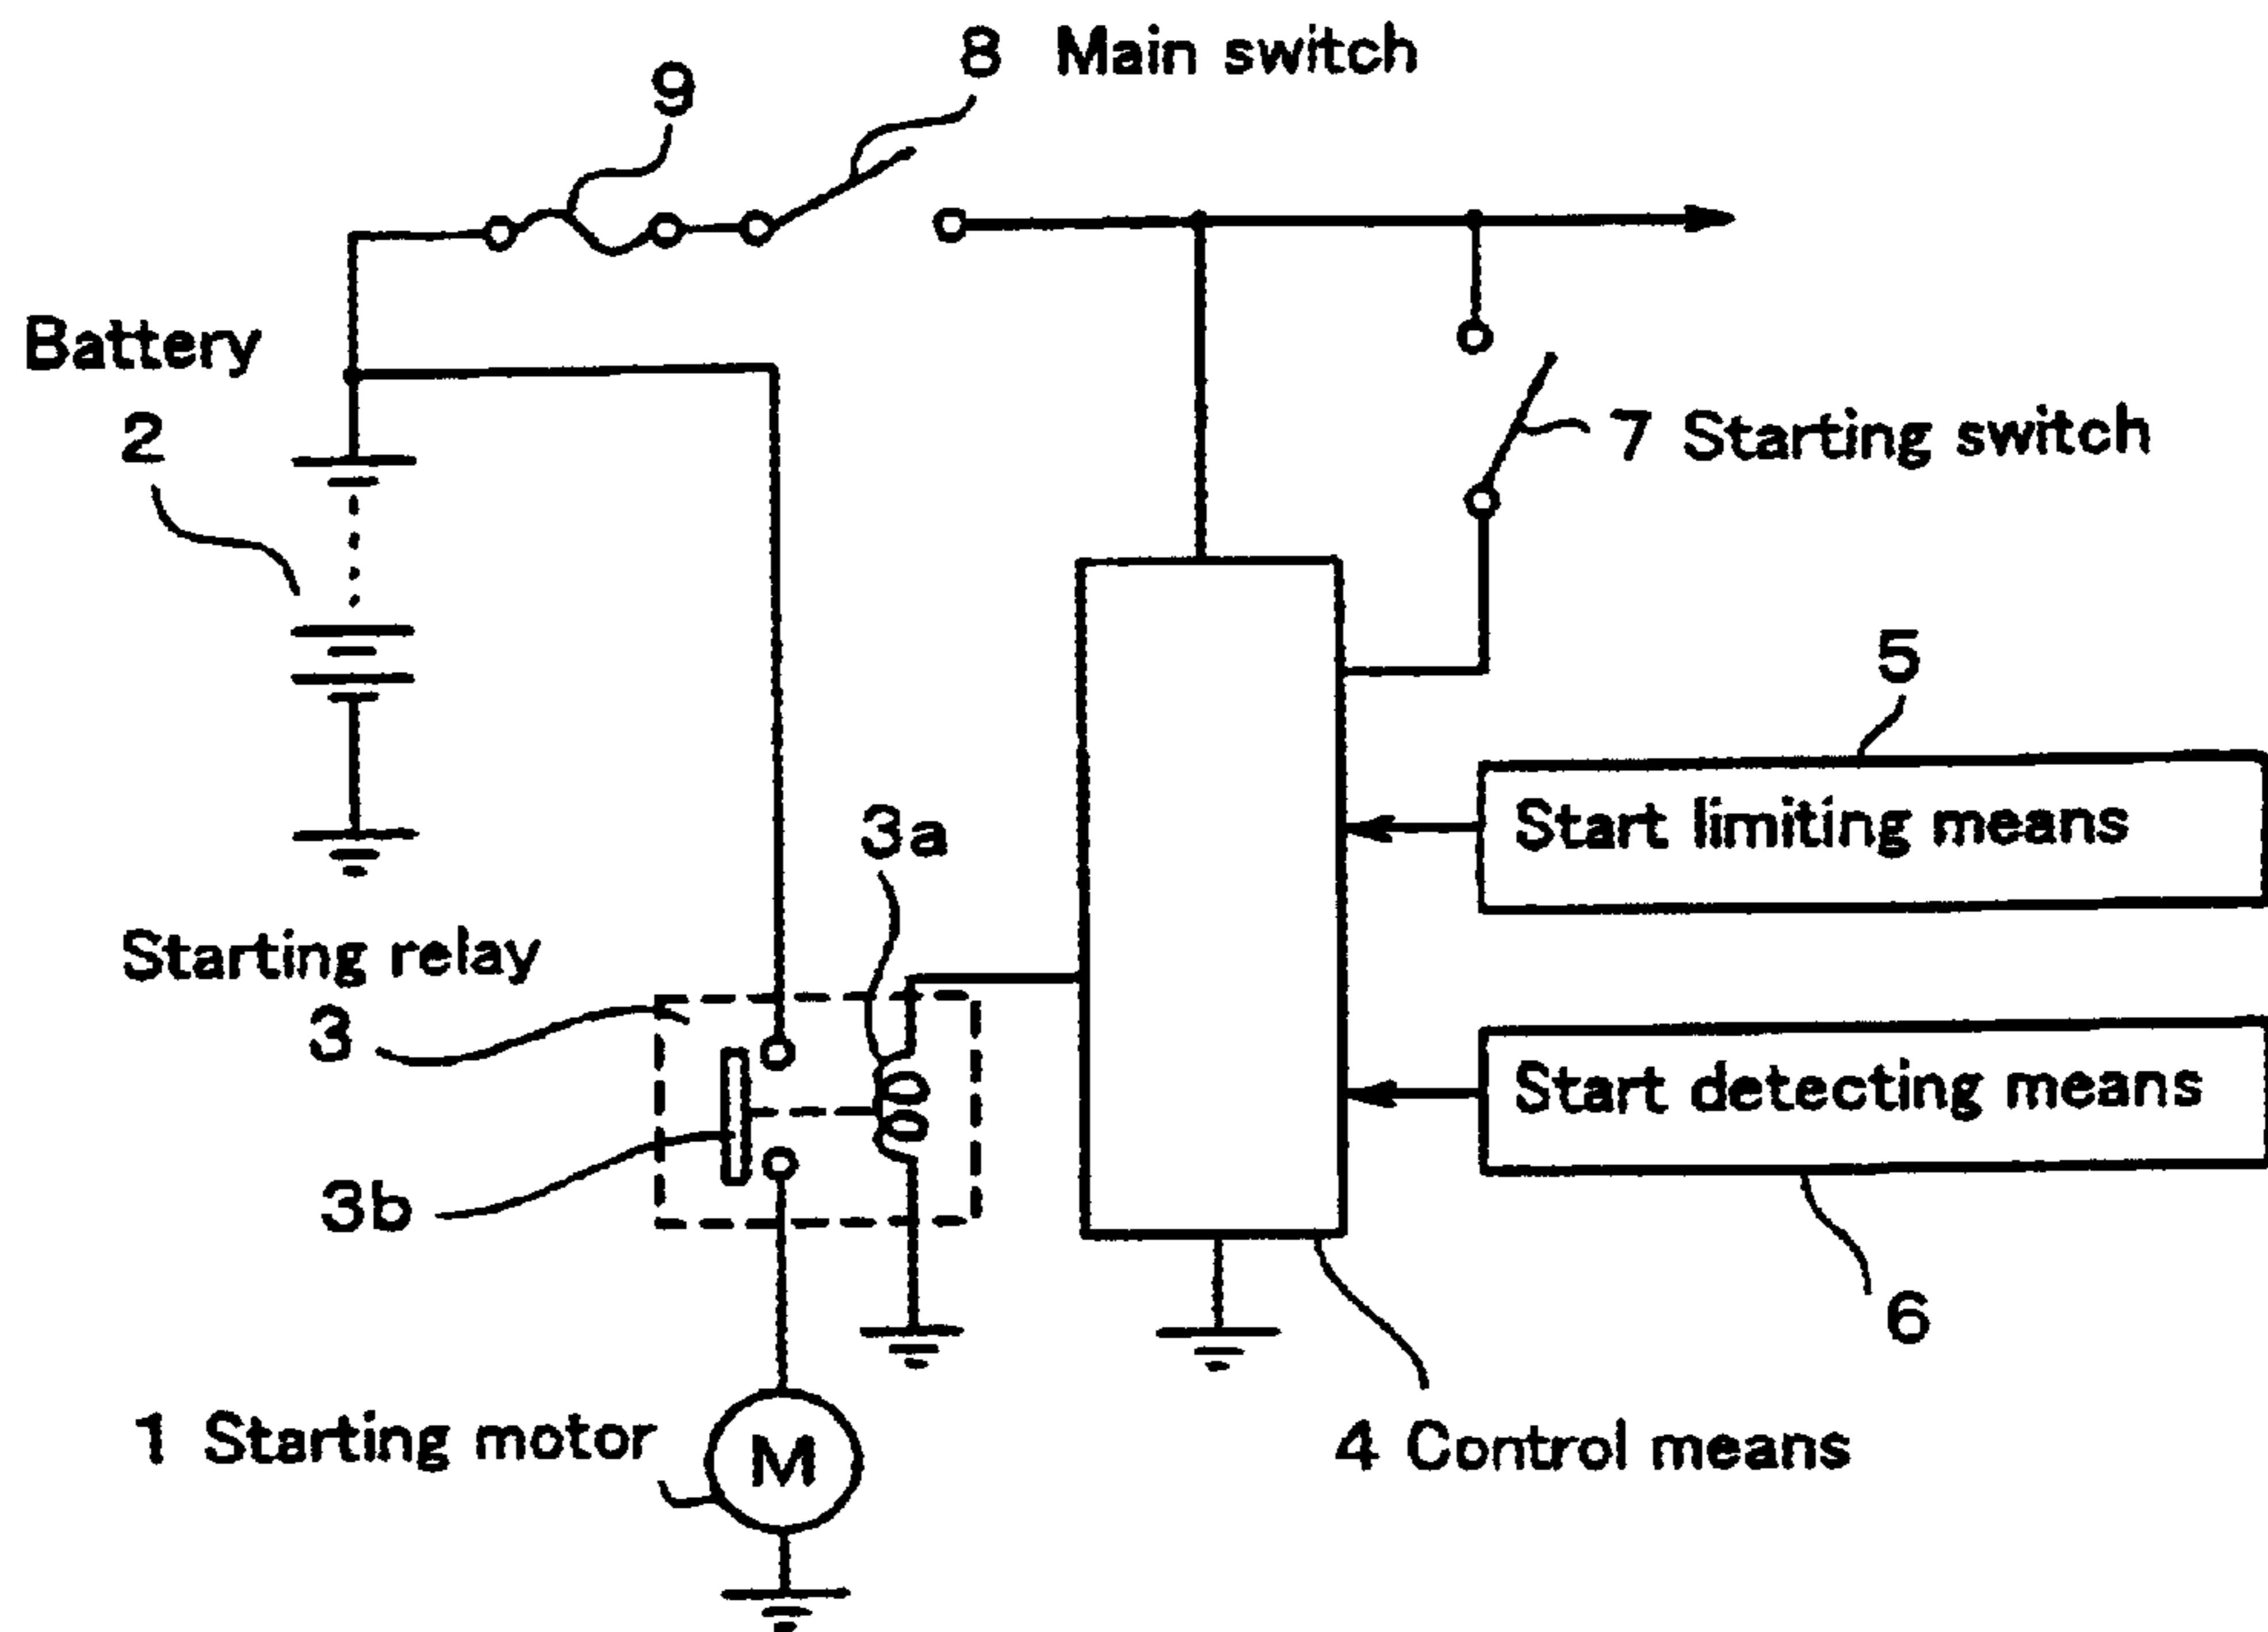 8 Main switch
9
Battery
2
7 Starting switch
5
Start limiting means
3a
Starting relay
3
Start detecting means
3b
6
1 Starting motor
M
4 Control means